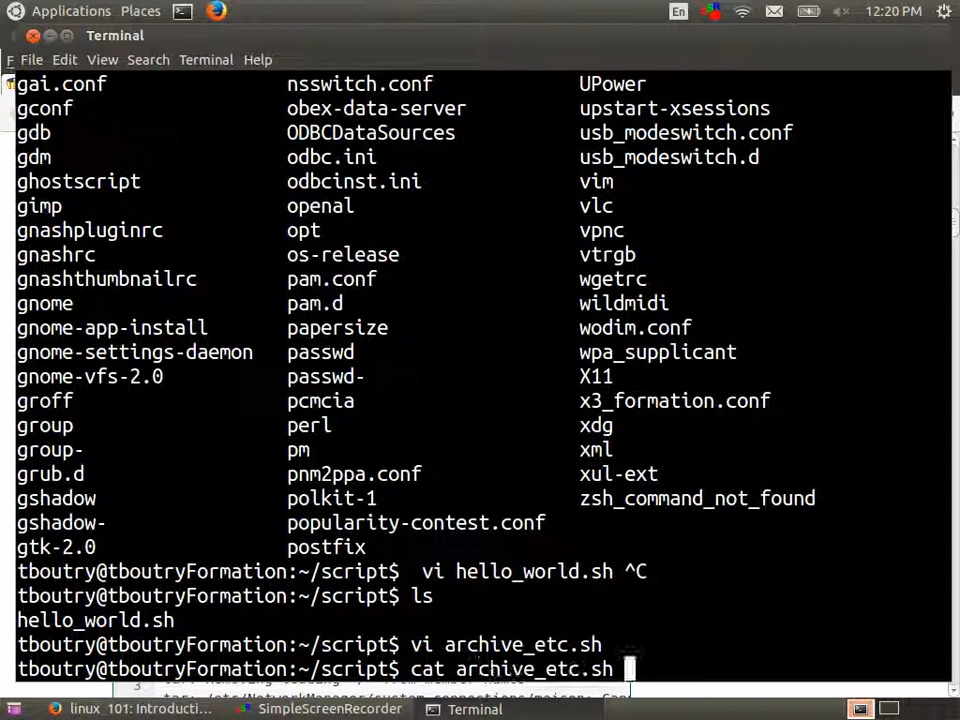 Applications Places En 12:20 PM
Terminal
F File Edit View Search Terminal Help
gai.conf nsswitch.conf UPower
gconf obex-data-server upstart-xsessions
gdb ODBCDataSources usb_modeswitch.conf
gdm odbc.ini usb_modeswitch.d
ghostscript odbcinst.ini vim
gimp openal vlc
gnashpluginrc opt vpnc
gnashrc os-release vtrgb
gnashthumbnailrc pam.conf wgetrc
gnome pam.d wildmidi
gnome-app-install papersize wodim.conf
gnome-settings-daemon passwd wpa_supplicant
gnome-vfs-2.0 passwd- X11
groff pcmcia x3_formation.conf
group perl xdg
group- pm xml
grub.d pnm2ppa.conf xul-ext
gshadow polkit-1 zsh_command_not_found
gshadow- popularity-contest.conf
gtk-2.0 postfix
tboutry@tboutryFormation:~/script$  vi hello_world.sh ^C
tboutry@tboutryFormation:~/script$ ls
hello_world.sh
tboutry@tboutryFormation:~/script$ vi archive_etc.sh
tboutry@tboutryFormation:~/script$ cat archive_etc.sh
3
linux_101: Introducti... SimpleScreenRecorder Terminal